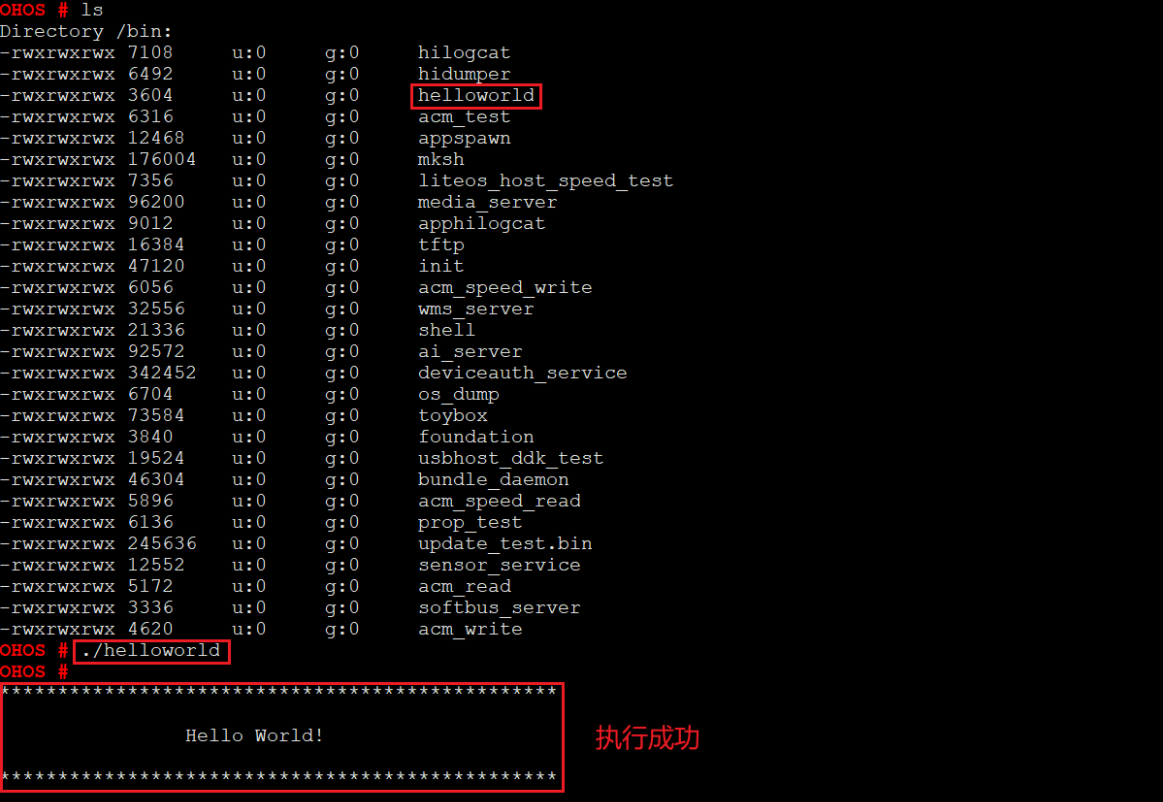 OHOS # ls
Directory /bin:
-rwxrwxrwx 7108 u:0 g:0 hilogcat
-rwxrwxrwx 6492 u:0 g:0 hidumper
-rwxrwxrwx 3604 u:0 g:0 helloworld
-rwxrwxrwx 6316 u:0 g:0 acm_test
-rwxrwxrwx 12468 u:0 g:0 appspawn
-rwxrwxrwx 176004 u:0 g:0 mksh
-rwxrwxrwx 7356 u:0 g:0 liteos_host_speed_test
-rwxrwxrwx 96200 u:0 g:0 media_server
-rwxrwxrwx 9012 u:0 g:0 apphilogcat
-rwxrwxrwx 16384 u:0 g:0 tftp
-rwxrwxrwx 47120 u:0 g:0 init
-rwxrwxrwx 6056 u:0 g:0 acm_speed_write
-rwxrwxrwx 32556 u:0 g:0 wms_server
-rwxrwxrwx 21336 u:0 g:0 shell
-rwxrwxrwx 92572 u:0 g:0 ai_server
-rwxrwxrwx 342452 u:0 g:0 deviceauth_service
-rwxrwxrwx 6704 u:0 g:0 os_dump
-rwxrwxrwx 73584 u:0 g:0 toybox
-rwxrwxrwx 3840 u:0 g:0 foundation
-rwxrwxrwx 19524 u:0 g:0 usbhost_ddk_test
-rwxrwxrwx 46304 u:0 g:0 bundle_daemon
-rwxrwxrwx 5896 u:0 g:0 acm_speed_read
-rwxrwxrwx 6136 u:0 g:0 prop_test
-rwxrwxrwx 245636 u:0 g:0 update_test.bin
-rwxrwxrwx 12552 u:0 g:0 sensor_service
-rwxrwxrwx 5172 u:0 g:0 acm_read
-rwxrwxrwx 3336 u:0 g:0 softbus_server
-rwxrwxrwx 4620 u:0 g:0 acm_write
OHOS # ./helloworld
OHOS #
************************************************
Hello World!
执行成功
************************************************